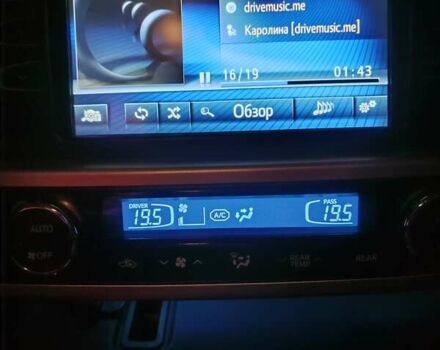 drivemusic.me
Каролина [drivemusic.me]
16/19 01:43
Обзор
DRIVER PASS
19.5 A/C 19.5
AUTO
OFF
REAR TEMP REAR